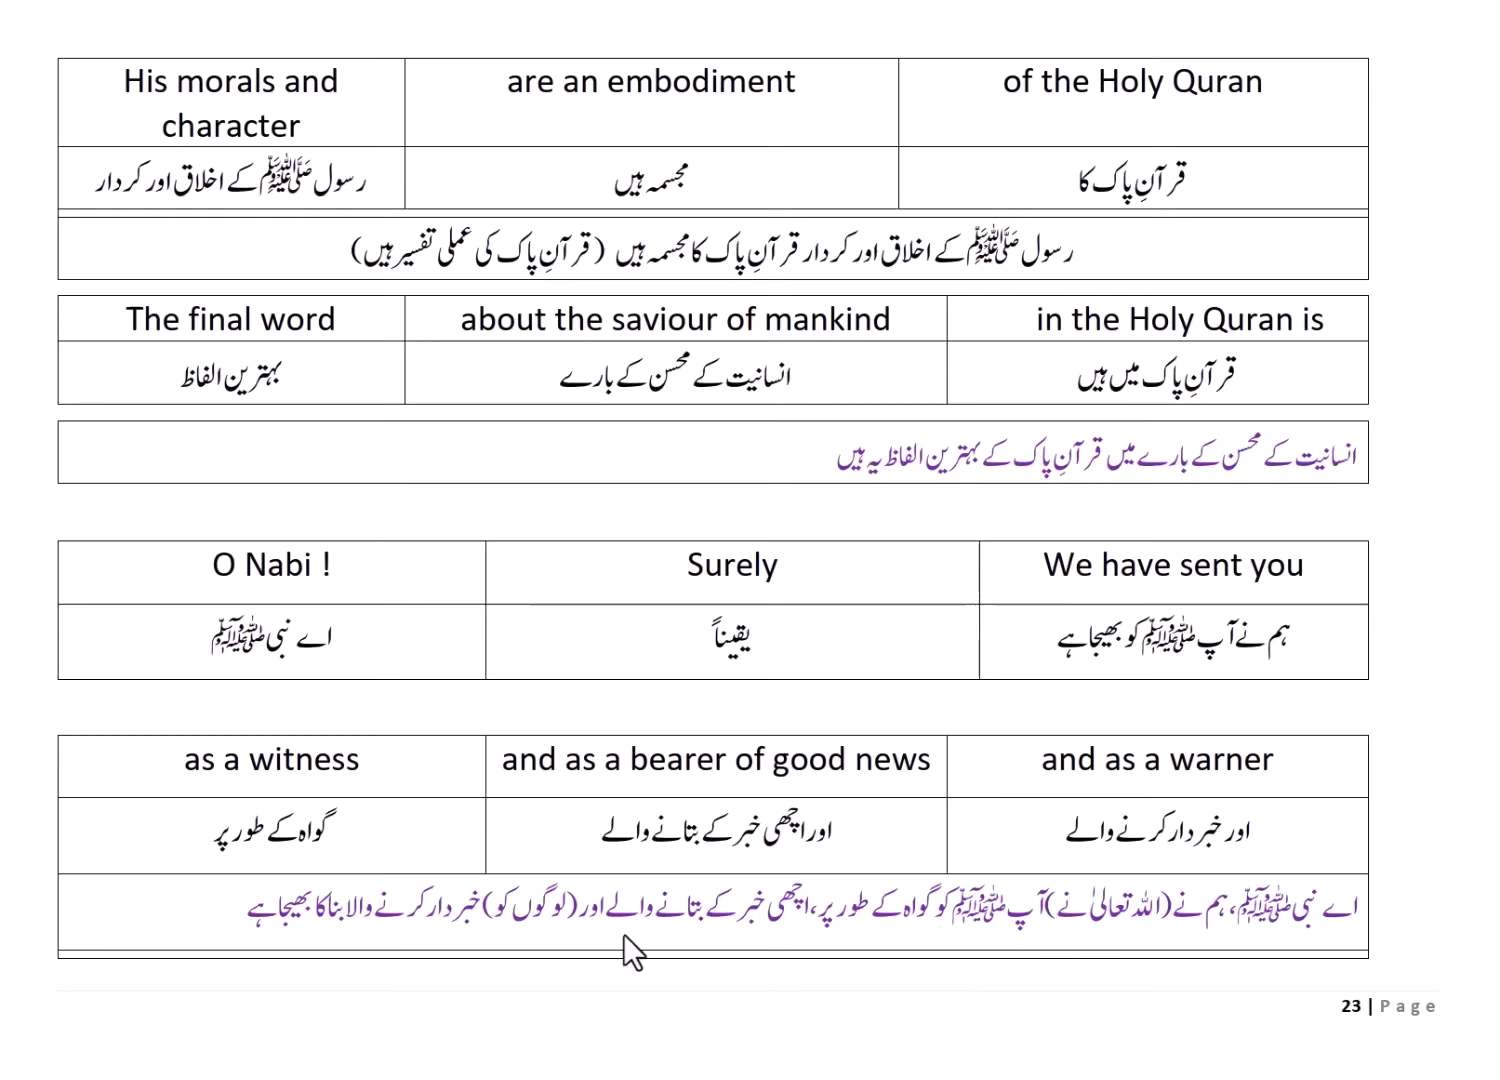 His morals and
character
are an embodiment
of the Holy Quran
رسول ﷺ کے اخلاق اور کردار
مجسمہ ہیں
قرآنِ پاک کا
رسول ﷺ کے اخلاق اور کردار قرآنِ پاک کا مجسمہ ہیں (قرآنِ پاک کی عملی تفسیر ہیں)
The final word
about the saviour of mankind
in the Holy Quran is
بہترین الفاظ
انسانیت کے محسن کے بارے
قرآنِ پاک میں ہیں
انسانیت کے محسن کے بارے میں قرآنِ پاک کے بہترین الفاظ یہ ہیں
O Nabi !
Surely
We have sent you
اے نبی ﷺ
یقیناً
ہم نے آپ ﷺ کو بھیجا ہے
as a witness
and as a bearer of good news
and as a warner
گواہ کے طور پر
اور اچھی خبر کے بتانے والے
اور خبردار کرنے والے
اے نبی ﷺ، ہم نے (اللہ تعالیٰ نے) آپ ﷺ کو گواہ کے طور پر، اچھی خبر کے بتانے والے اور (لوگوں کو) خبردار کرنے والا بناکا بھیجا ہے
23 | Page